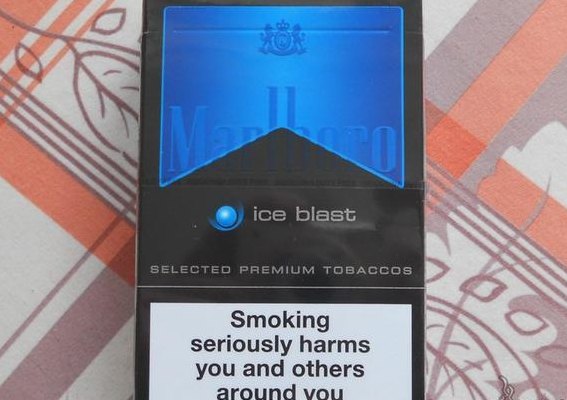 Marlboro
ice blast
SELECTED PREMIUM TOBACCOS
Smoking
seriously harms
you and others
around you